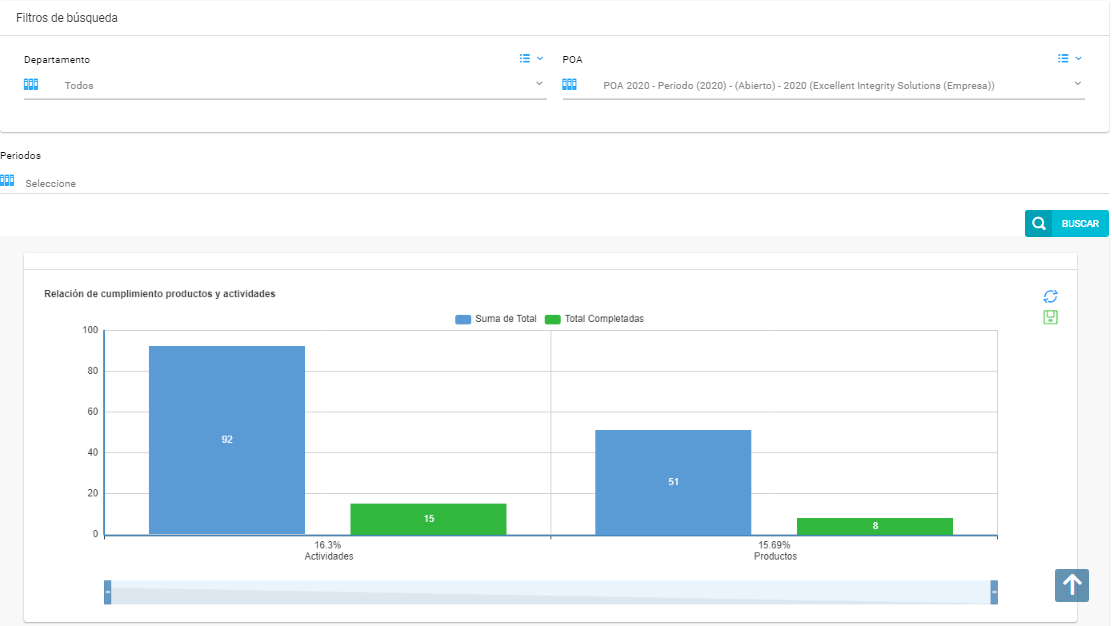 Filtros de búsqueda
Departamento
POA
Todos
POA 2020 - Periodo (2020) - (Abierto) - 2020 (Excellent Integrity Solutions (Empresa))
Periodos
Seleccione
BUSCAR
Relación de cumplimiento productos y actividades
Suma de Total Total Completadas
100
80
60
40
20
0
92
15
51
8
16.3%
Actividades
15.69%
Productos